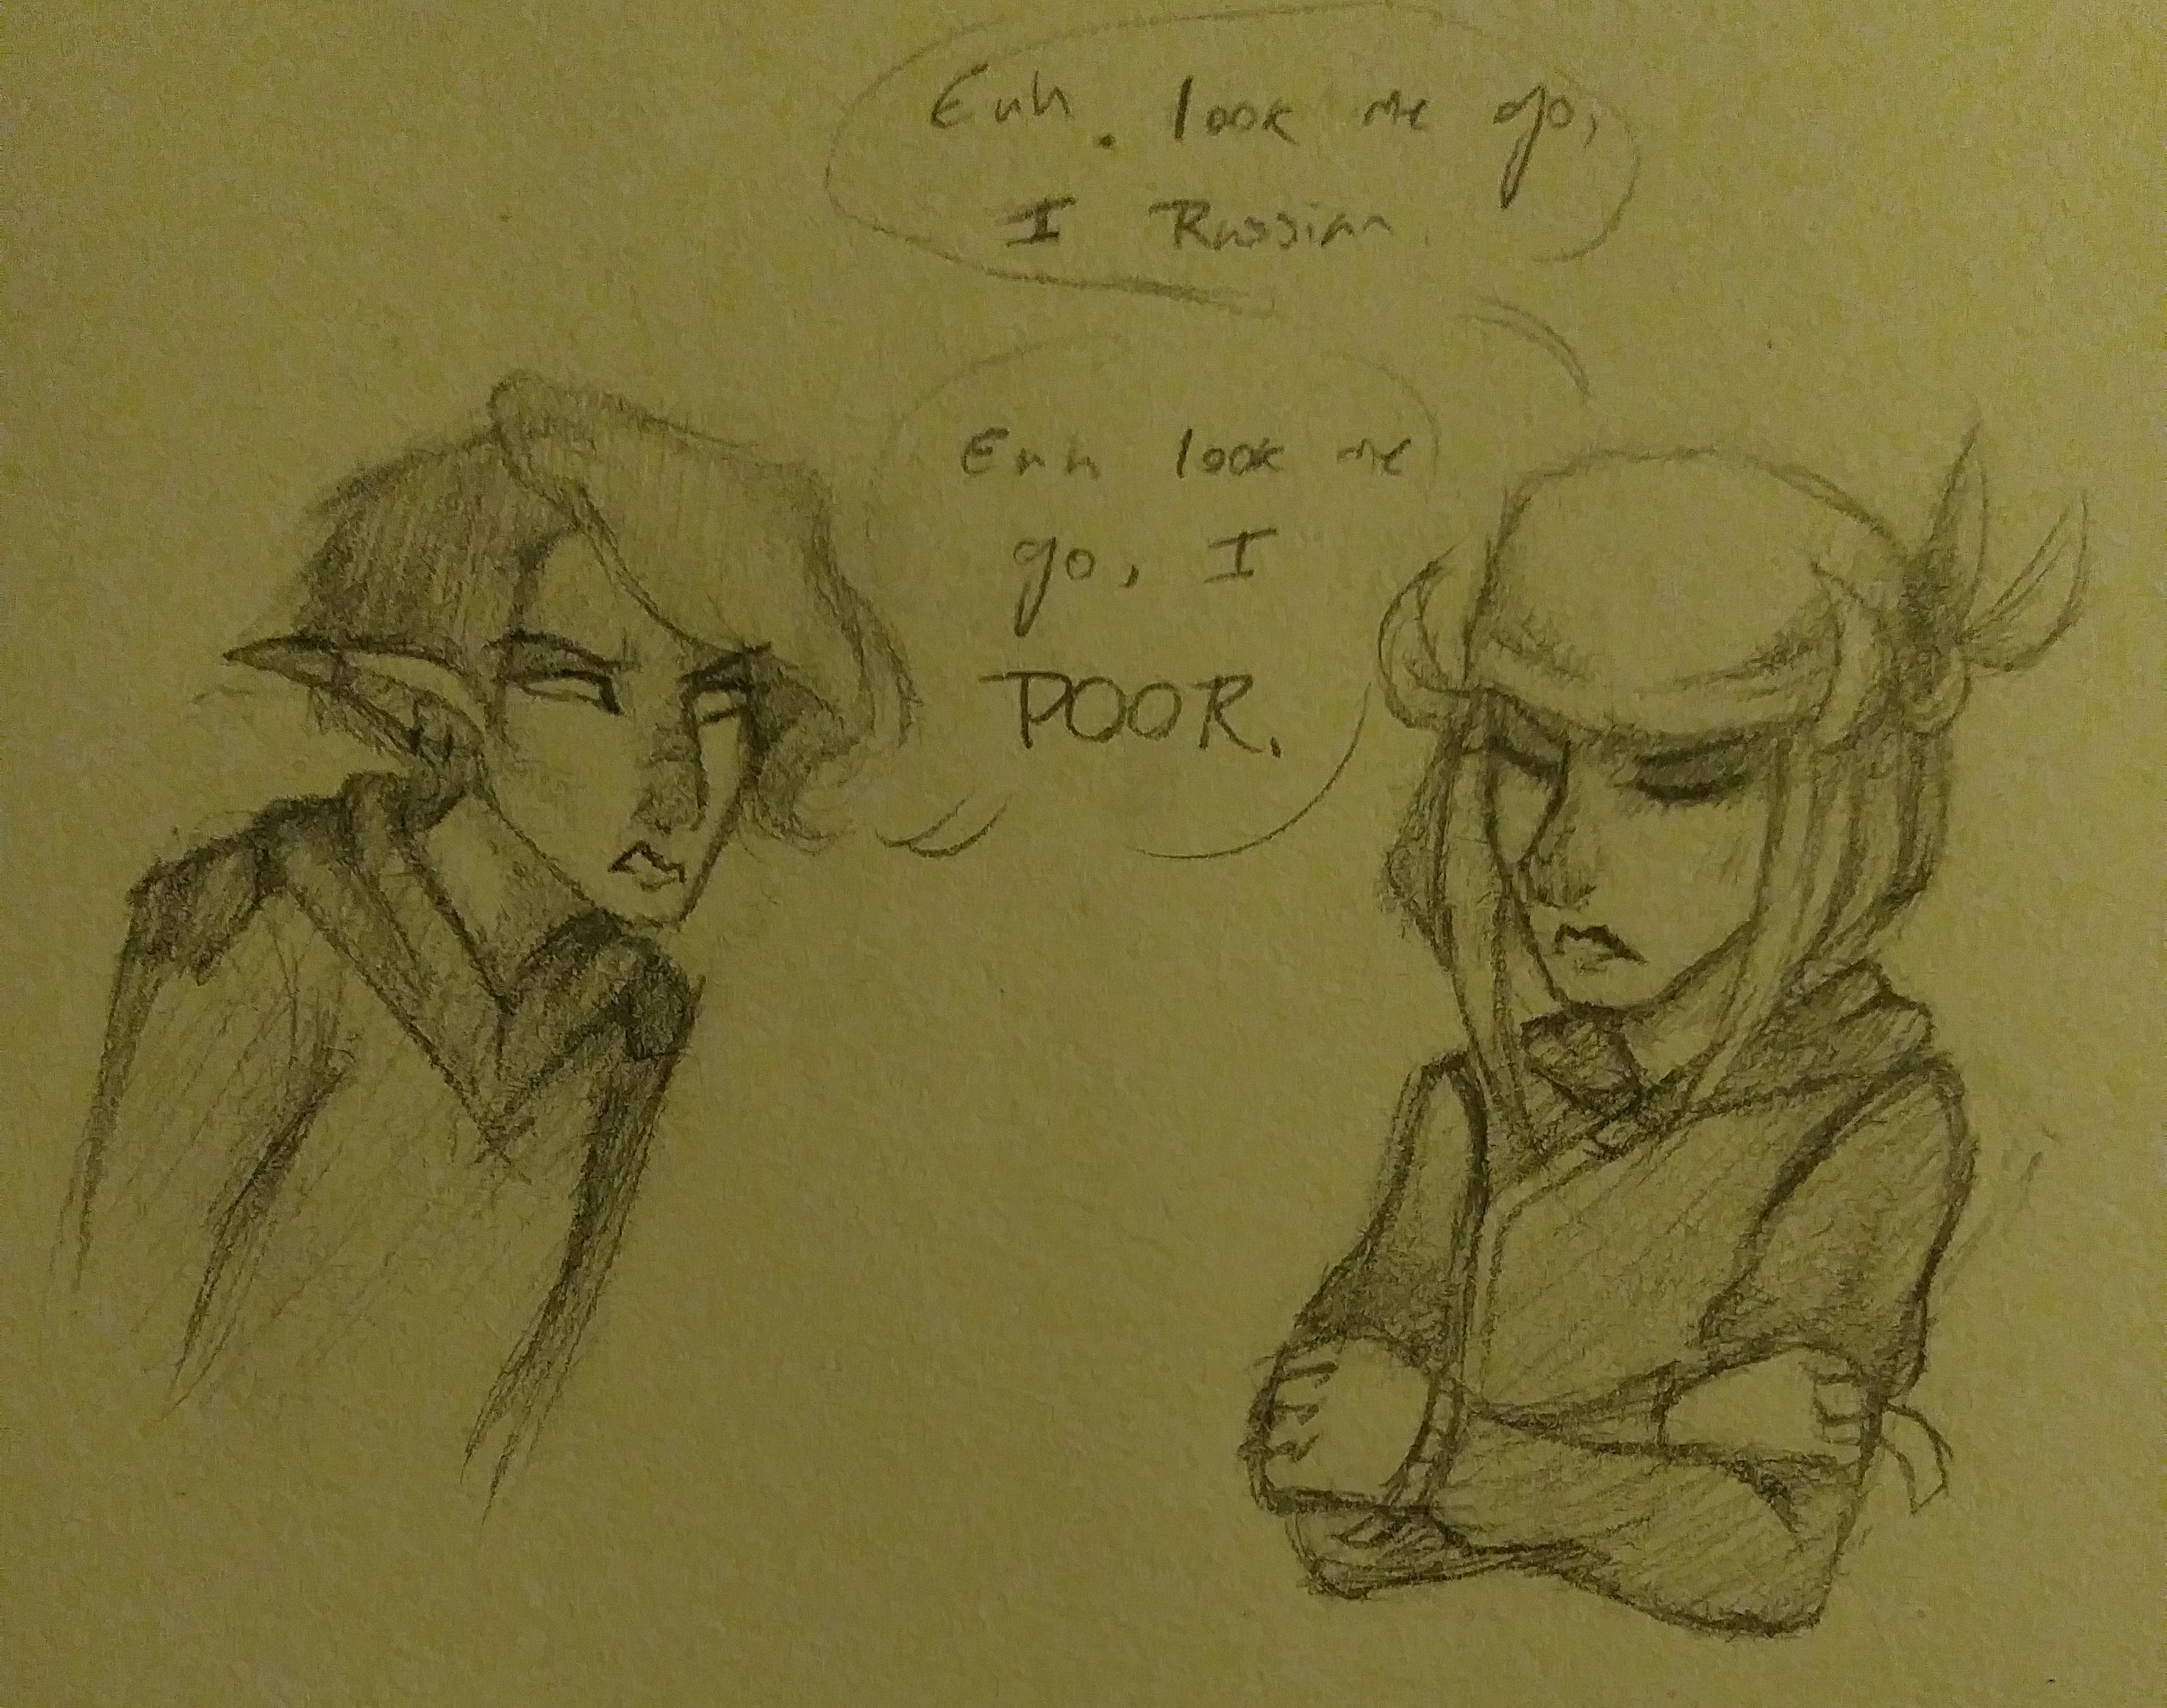 Enh. look me go,
I Russian.
Enh look me
go, I
POOR.